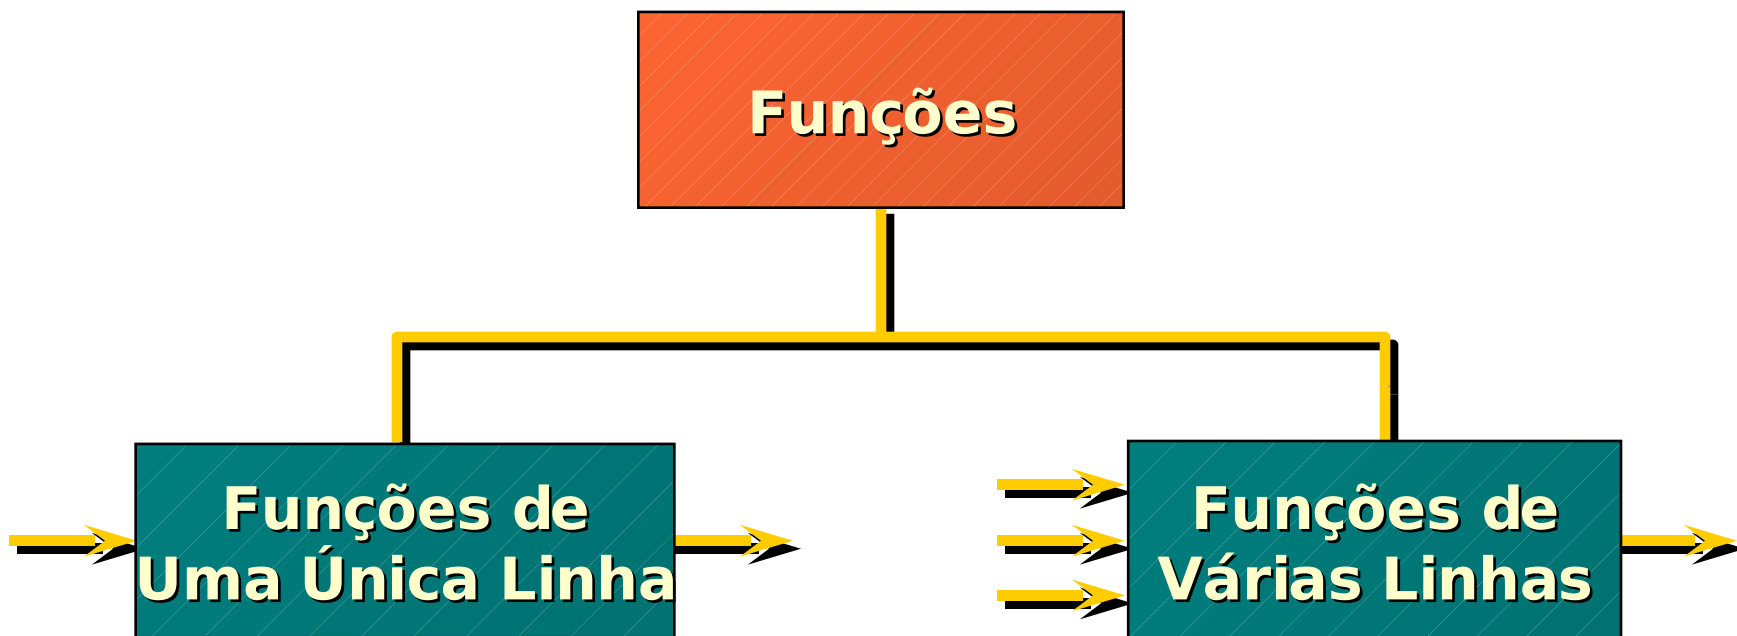 Funções
Funções de
Uma Única Linha
Funções de
Várias Linhas